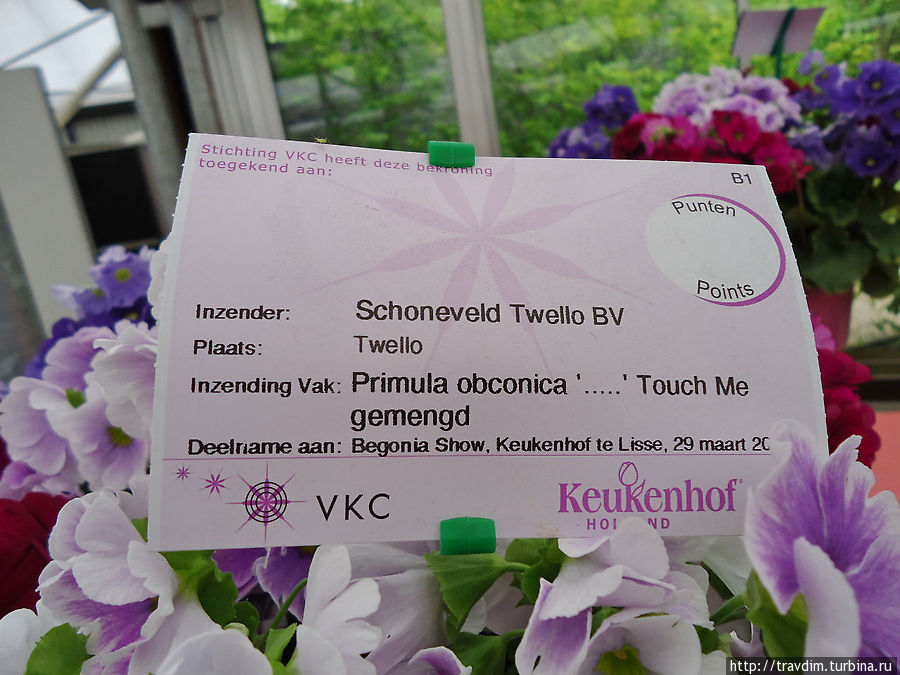 Stichting VKC heeft deze bekroning
toegekend aan:
B1
Punten
Points
Inzender: Schoneveld Twello BV
Plaats: Twello
Inzending Vak: Primula obconica '.....' Touch Me
gemengd
Deelname aan: Begonia Show, Keukenhof te Lisse, 29 maart 20
VKC
Keukenhof®
HOLLAND
http://travdim.turbina.ru